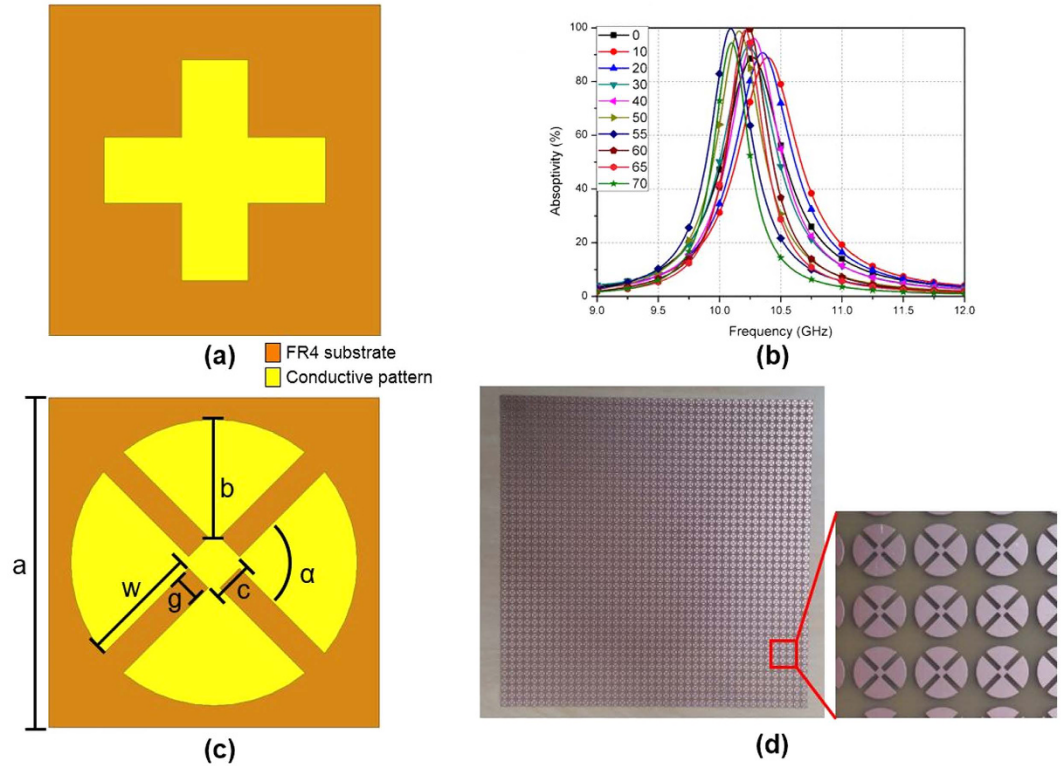 100
80
60
40
20
0
Absoptivity (%)
0
10
20
30
40
50
55
60
65
70
9.0 9.5 10.0 10.5 11.0 11.5 12.0
Frequency (GHz)
(a)
(b)
FR4 substrate
Conductive pattern
a
b
w
g
c
α
(c)
(d)